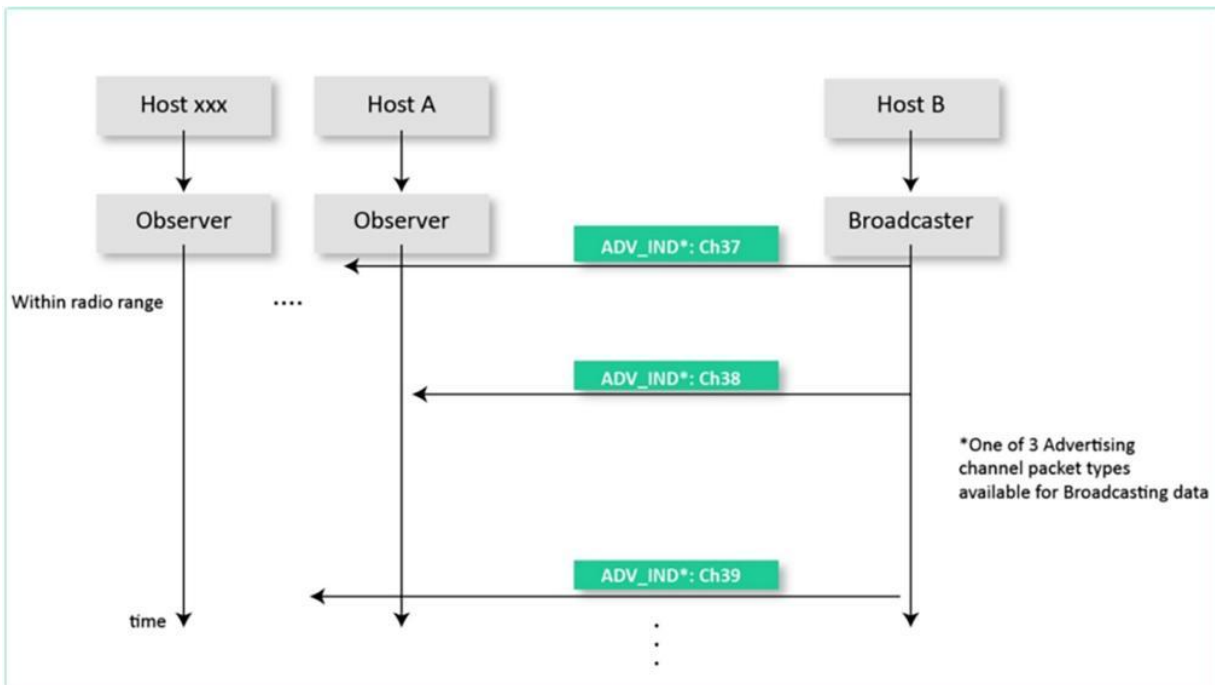 Host xxx
Host A
Host B
Observer
Observer
Broadcaster
ADV_IND*: Ch37
Within radio range
....
ADV_IND*: Ch38
*One of 3 Advertising
channel packet types
available for Broadcasting data
ADV_IND*: Ch39
time